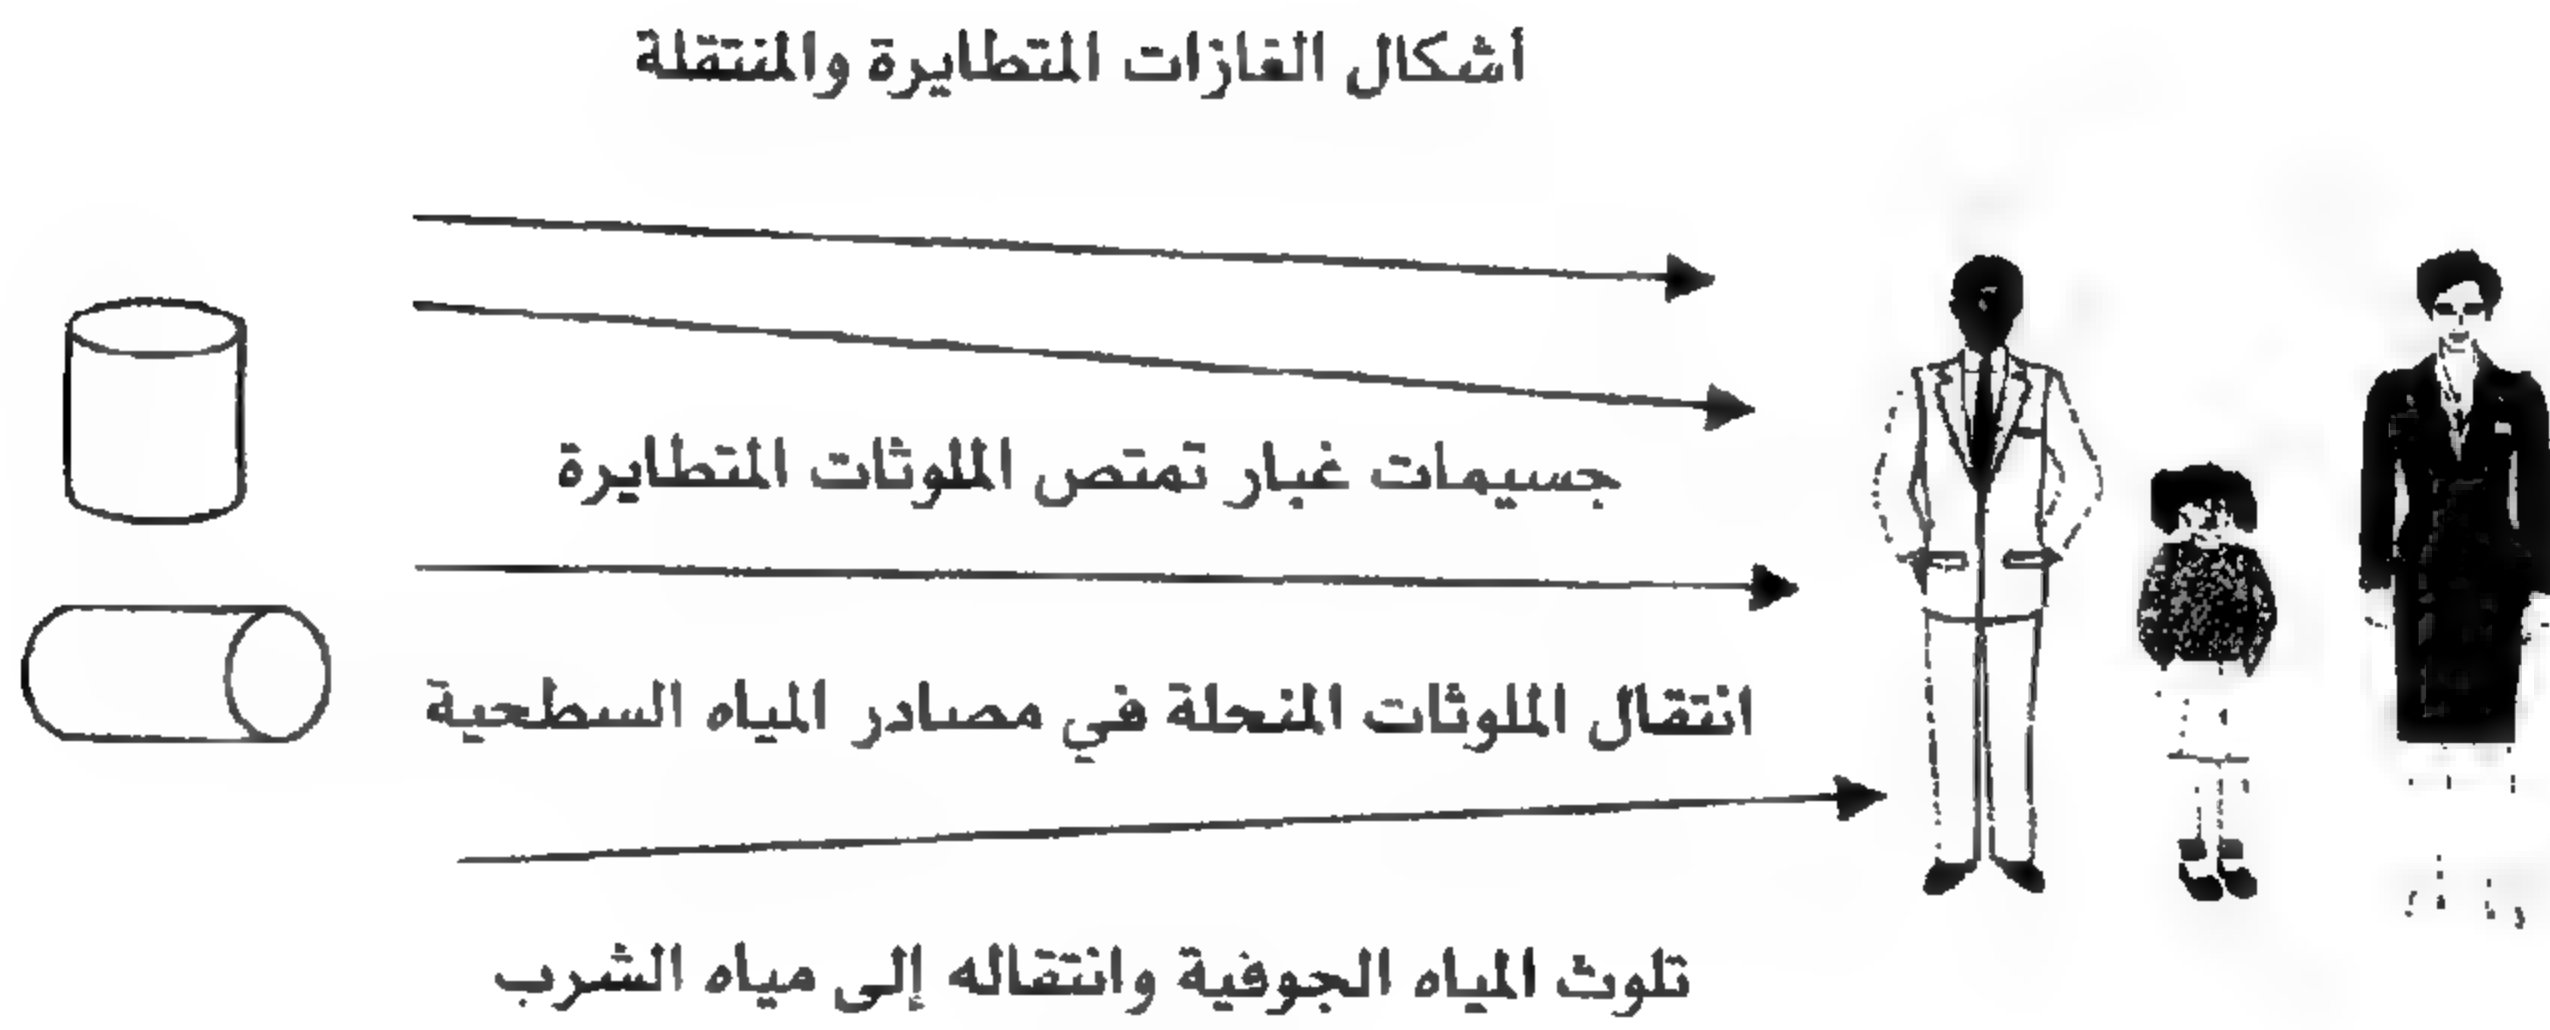 أشكال الغازات المتطايرة والمنتقلة
جسيمات غبار تمتص الملوثات المتطايرة
انتقال الملوثات المنحلة في مصادر المياه السطحية
تلوث المياه الجوفية وانتقاله إلى مياه الشرب